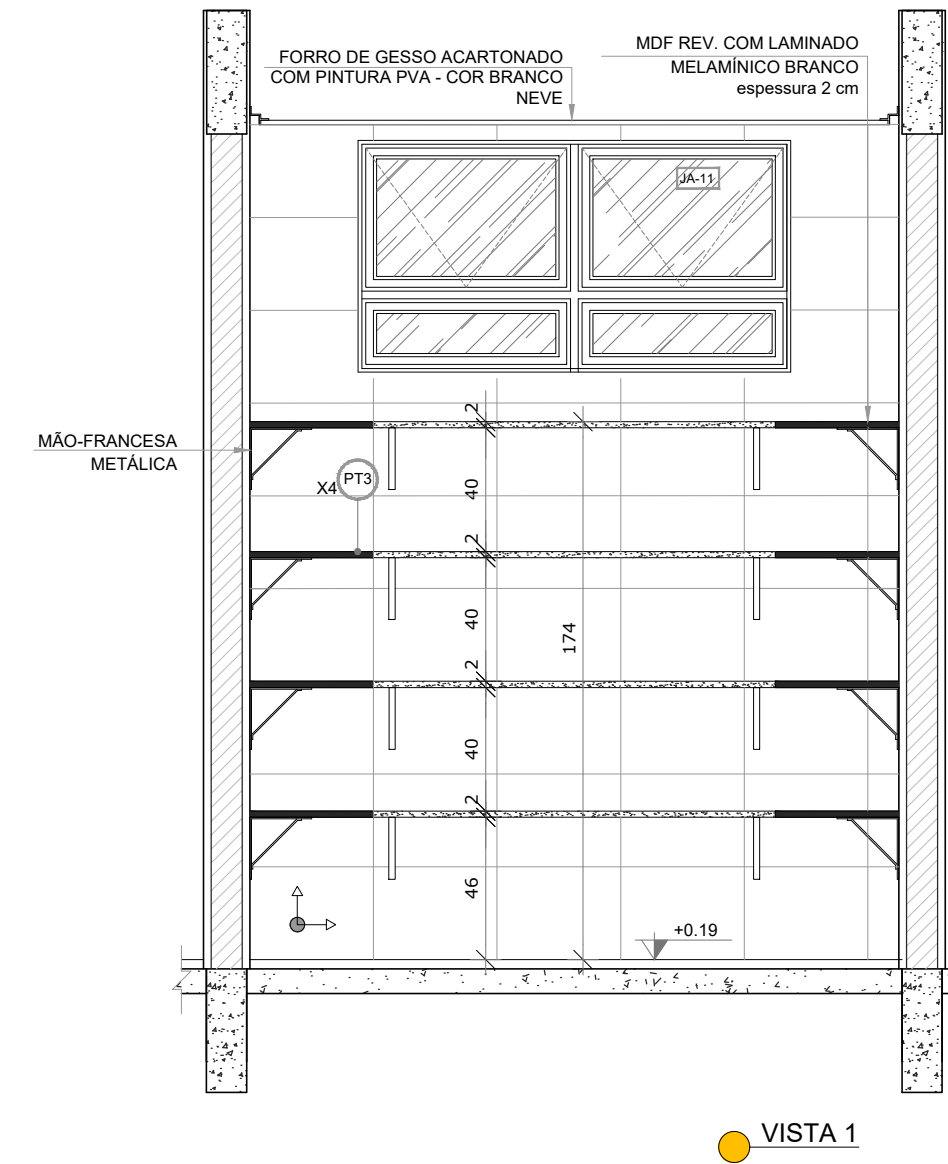 FORRO DE GESSO ACARTONADO
COM PINTURA PVA - COR BRANCO
NEVE
MDF REV. COM LAMINADO
MELAMÍNICO BRANCO
espessura 2 cm
JA-11
MÃO-FRANCESA
METÁLICA
2
X4
PT3
40
2
40
174
2
40
2
46
+0.19
VISTA 1